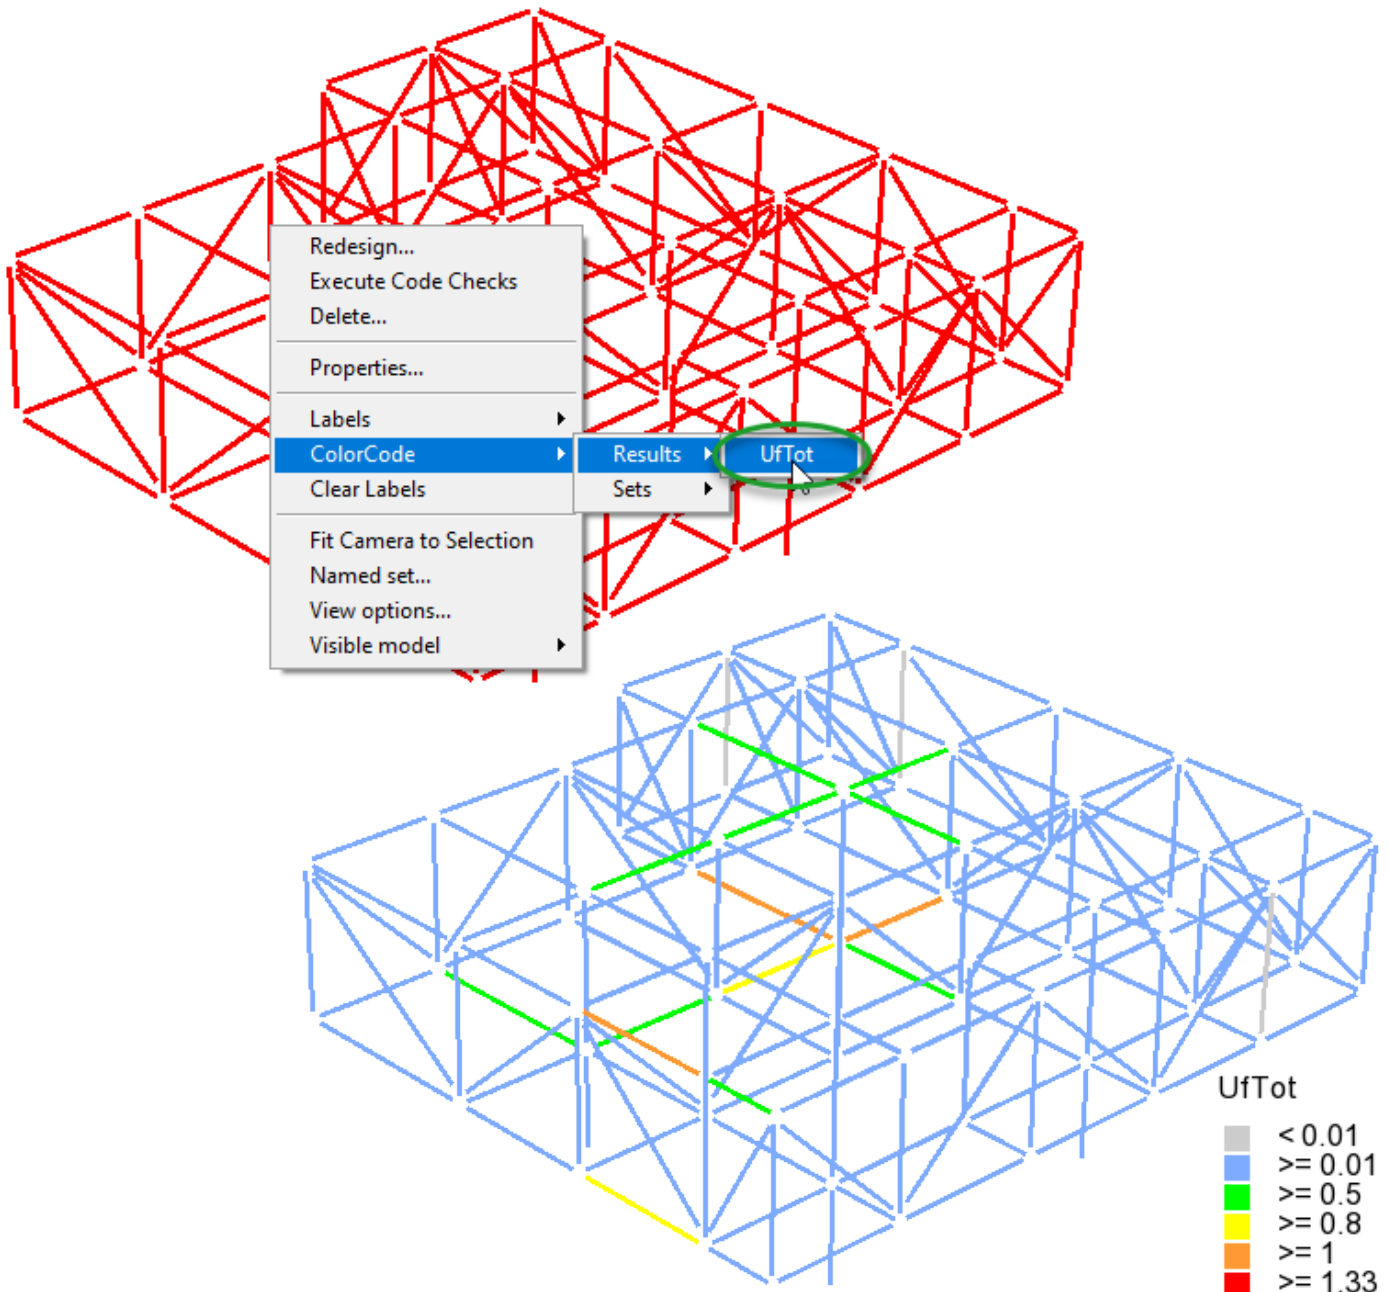 Redesign...
Execute Code Checks
Delete...
Properties...
Labels
ColorCode
Results
UfTot
Clear Labels
Sets
Fit Camera to Selection
Named set...
View options...
Visible model
UfTot
< 0.01
>= 0.01
>= 0.5
>= 0.8
>= 1
>= 1.33